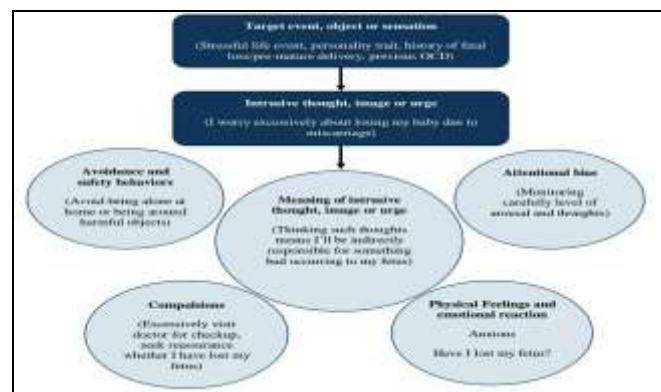 Target event, object or sensation
(Stressful life event, personality trait, history of fetal
loss/pre-mature delivery, previous OCD)
Intrusive thought, image or urge
(I worry excessively about losing my baby due to
miscarriage)
Avoidance and
safety behaviors
(Avoid being alone at
home or being around
harmful objects)
Meaning of intrusive
thought, image or urge
(Thinking such thoughts
means I'll be indirectly
responsible for something
bad occurring to my fetus)
Attentional bias
(Monitoring
carefully level of
arousal and thoughts)
Compulsions
(Excessively visit
doctor for checkup,
seek reassurance
whether I have lost my
fetus)
Physical Feelings and
emotional reaction
Anxious
Have I lost my fetus?